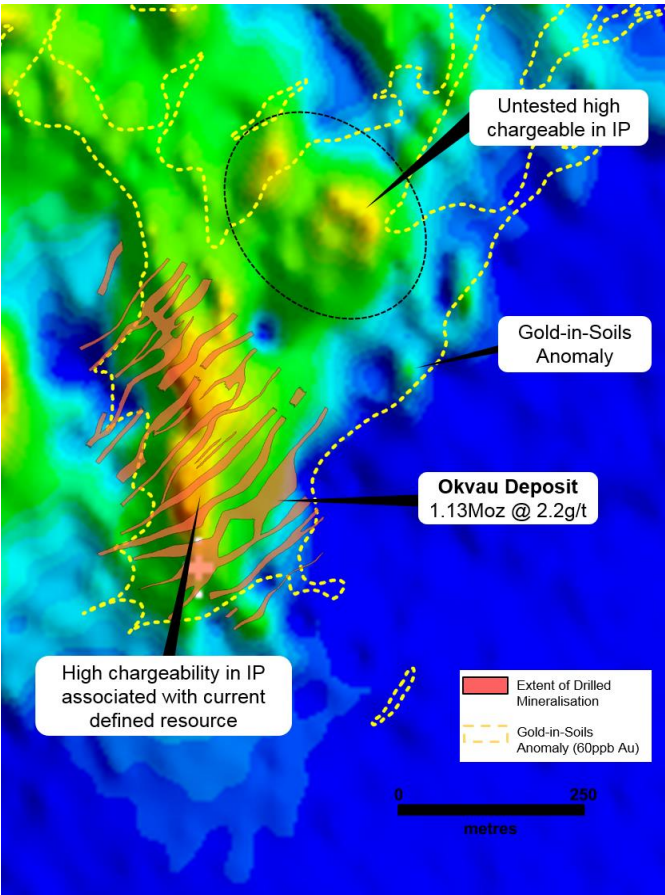 Untested high
chargeable in IP
Gold-in-Soils
Anomaly
Okvau Deposit
1.13Moz @ 2.2g/t
High chargeability in IP
associated with current
defined resource
Extent of Drilled
Mineralisation
Gold-in-Soils
Anomaly (60ppb Au)
0 250
metres